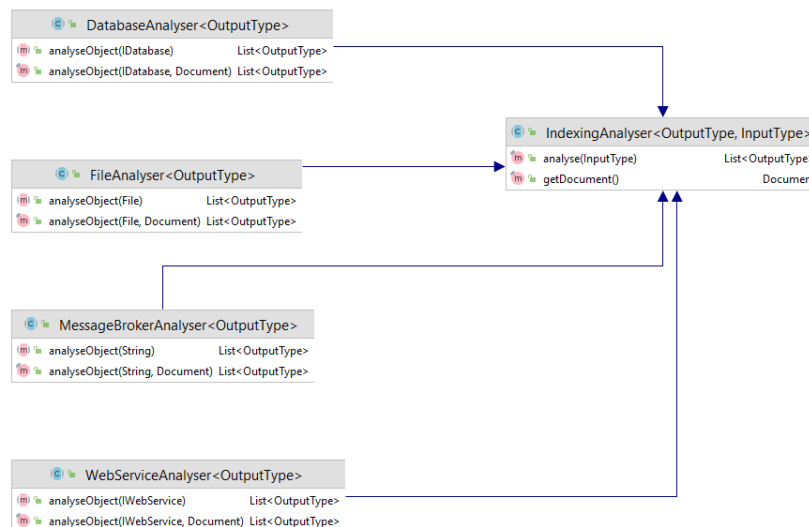 DatabaseAnalyser<OutputType>
analyseObject(IDatabase) List<OutputType>
analyseObject(IDatabase, Document) List<OutputType>
IndexingAnalyser<OutputType, InputType>
analyse(InputType) List<OutputType>
getDocument() Documen
FileAnalyser<OutputType>
analyseObject(File) List<OutputType>
analyseObject(File, Document) List<OutputType>
MessageBrokerAnalyser<OutputType>
analyseObject(String) List<OutputType>
analyseObject(String, Document) List<OutputType>
WebServiceAnalyser<OutputType>
analyseObject(IWebService) List<OutputType>
analyseObject(IWebService, Document) List<OutputType>